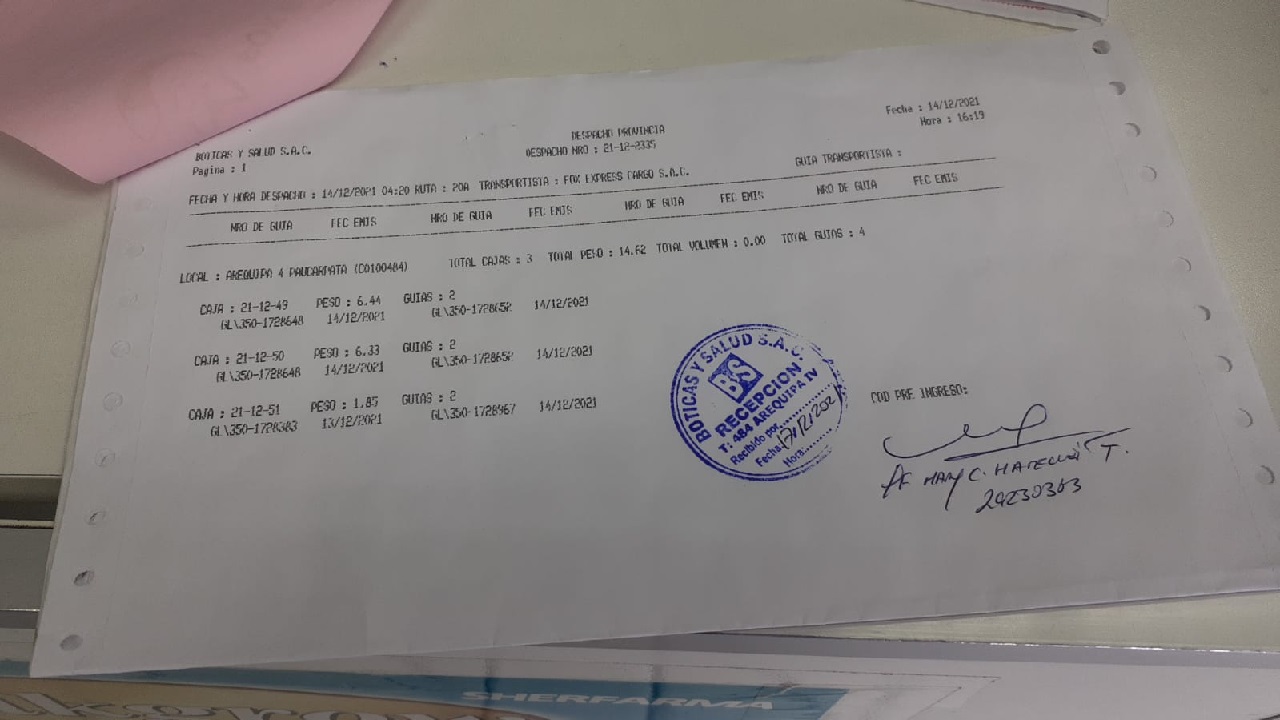 Fecha : 14/12/2021
Hora : 16:19
DESPACHO PROVINCIA
DESPACHO NRO : 21-12-2335
BOTICAS Y SALUD S.A.C.
Pagina : 1
GUIA TRANSPORTISTA :
FECHA Y HORA DESPACHO : 14/12/2021 04:20 RUTA : 20A TRANSPORTISTA : FOX EXPRESS CARGO S.A.C.
NRO DE GUIA FEC EMIS NRO DE GUIA FEC EMIS NRO DE GUIA FEC EMIS NRO DE GUIA FEC EMIS
LOCAL : AREQUIPA 4 PAUCARPATA (C0100484) TOTAL CAJAS : 3 TOTAL PESO : 14.62 TOTAL VOLUMEN : 0.00 TOTAL GUIAS : 4
CAJA : 21-12-49 PESO : 6.44 GUIAS : 2
GL\350-1728648 14/12/2021 GL\350-1728652 14/12/2021
CAJA : 21-12-50 PESO : 6.33 GUIAS : 2
GL\350-1728648 14/12/2021 GL\350-1728652 14/12/2021
CAJA : 21-12-51 PESO : 1.85 GUIAS : 2
GL\350-1728383 13/12/2021 GL\350-1728967 14/12/2021
BOTICAS Y SALUD S.A.C.
BS
RECEPCION
T: 484 AREQUIPA IV
Recibido por
Fecha: 17/12/2021
Hora
COD PRE INGRESO:
T.
29230363
SHERFARMA